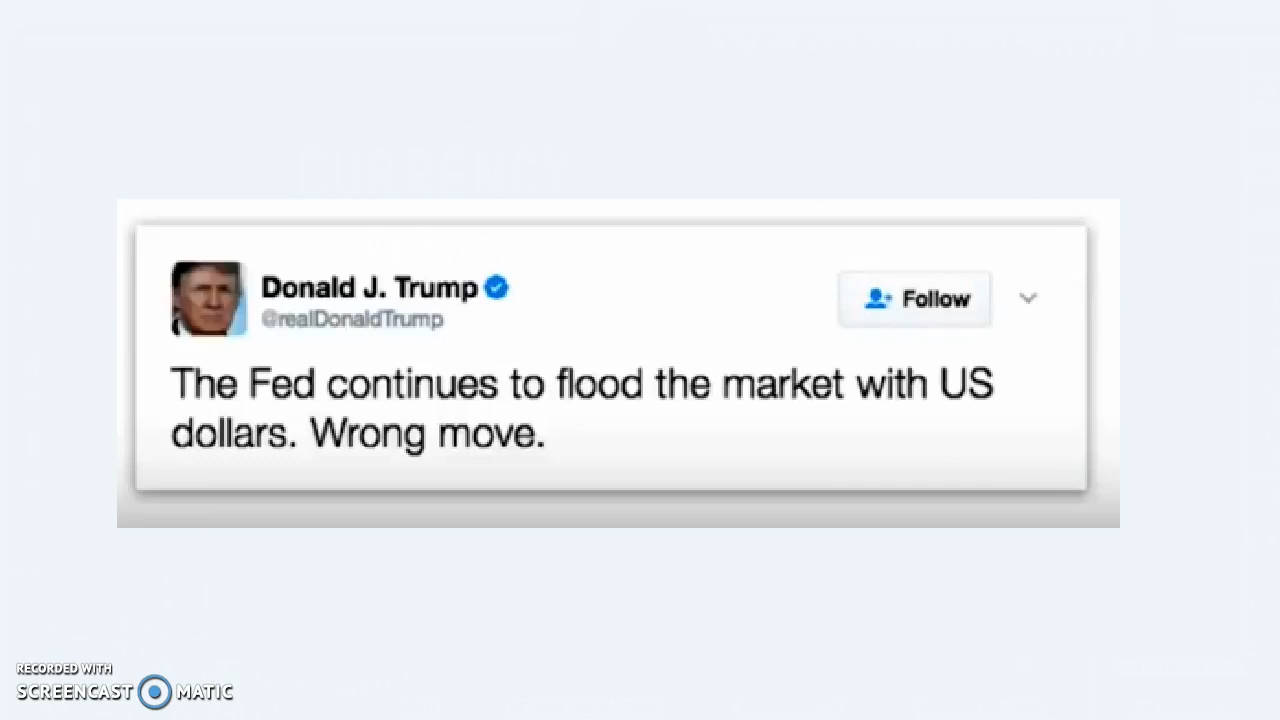 Donald J. Trump
@realDonaldTrump
Follow
The Fed continues to flood the market with US
dollars. Wrong move.
RECORDED WITH
SCREENCAST MATIC